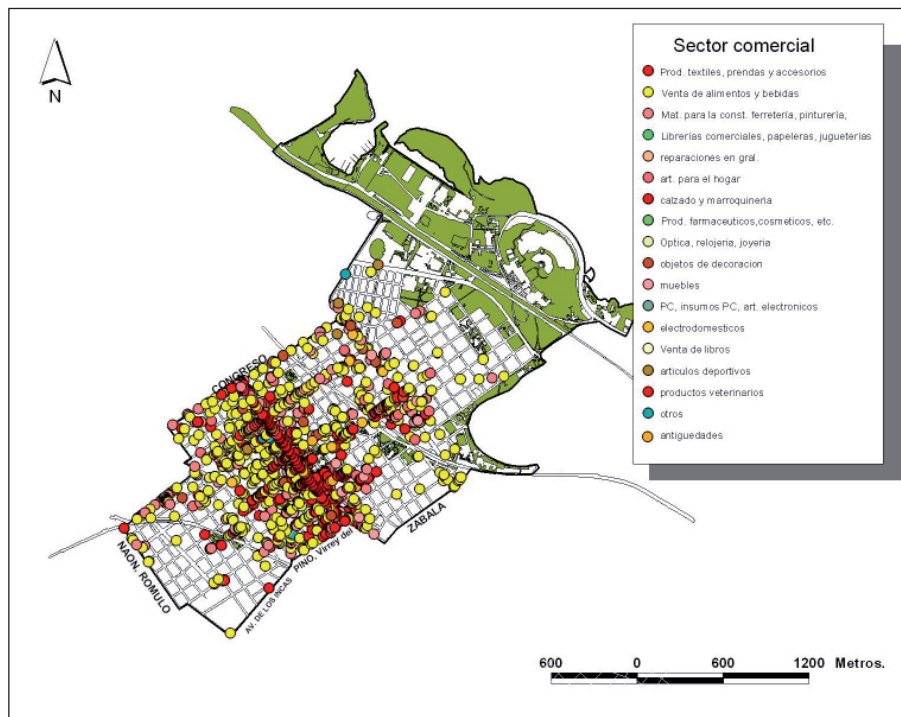 N
Sector comercial
Prod. textiles, prendas y accesorios
Venta de alimentos y bebidas
Mat. para la const. ferretería, pinturería,
Librerías comerciales, papeleras, jugueterías
reparaciones en gral.
art. para el hogar
calzado y marroquinería
Prod. farmaceuticos,cosmeticos, etc.
Optica, relojeria, joyeria
objetos de decoracion
muebles
PC, insumos PC, art. electronicos
electrodomesticos
Venta de libros
articulos deportivos
productos veterinarios
otros
antiguedades
CONGRESO
ZABALA
PINO, Virrey del
NAON, ROMULO
AV. DE LOS INCAS
600 0 600 1200 Metros.